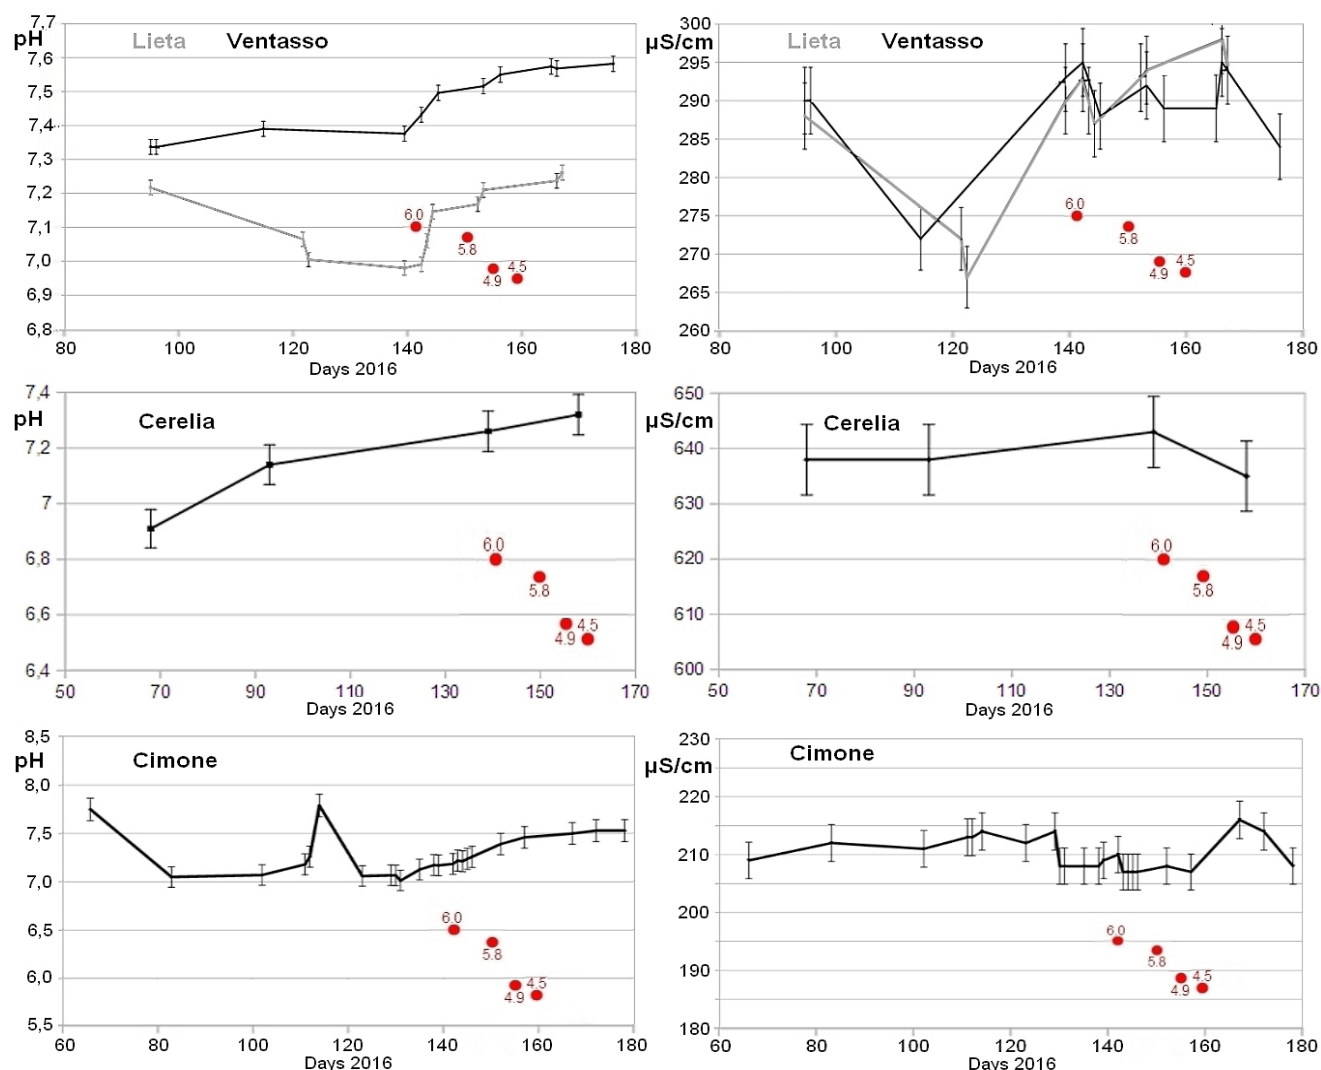 7,7
pH
Lieta Ventasso
7,6
7,5
7,4
7,3
7,2
7,1
7,0
6,9
6,8
6.0
5.8
4.9
4.5
80 100 120 140 160 180
Days 2016
300
µS/cm
Lieta Ventasso
295
290
285
280
275
270
265
260
6.0
5.8
4.9
4.5
80 100 120 140 160 180
Days 2016
7,4
pH
Cerelia
7,2
7
6,8
6,6
6,4
6.0
5.8
4.9
4.5
50 70 90 110 130 150 170
Days 2016
650
µS/cm
Cerelia
640
630
620
610
600
6.0
5.8
4.9
4.5
50 70 90 110 130 150 170
Days 2016
8,5
pH
Cimone
8,0
7,5
7,0
6,5
6,0
5,5
6.0
5.8
4.9
4.5
60 80 100 120 140 160 180
Days 2016
230
µS/cm
Cimone
220
210
200
190
180
6.0
5.8
4.9
4.5
60 80 100 120 140 160 180
Days 2016